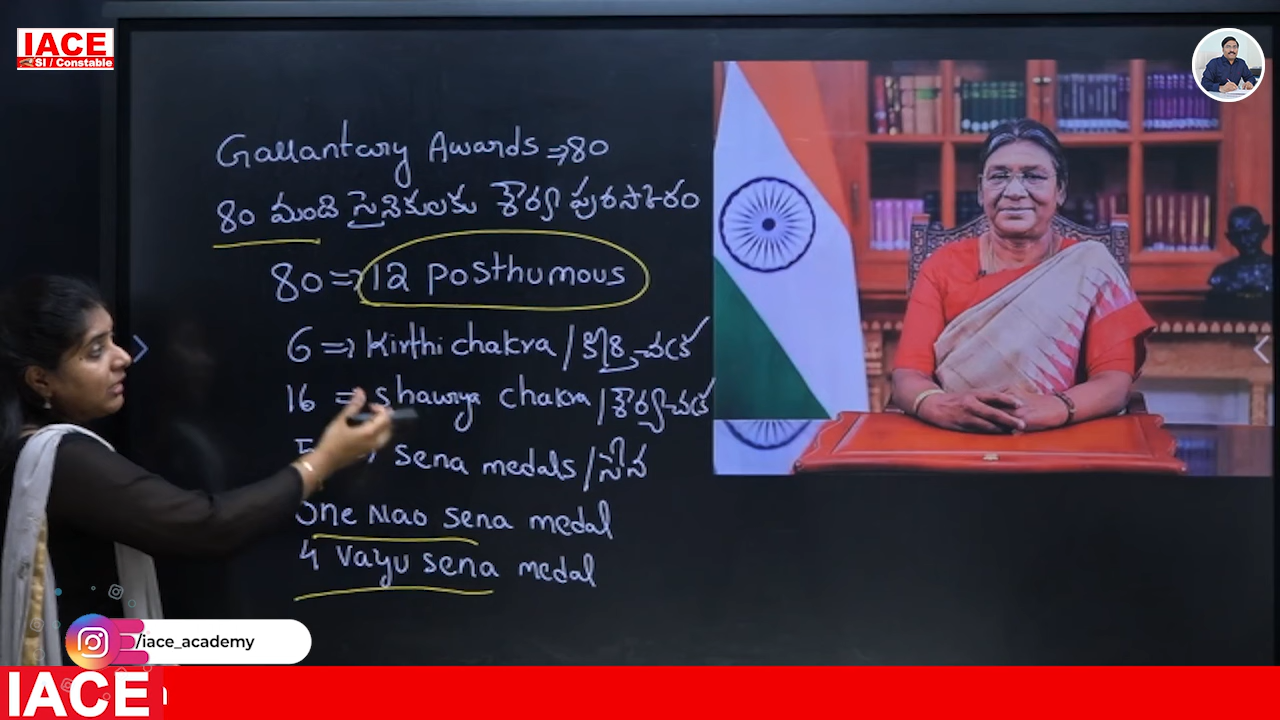 IACE
SI / Constable
Gallantary Awards ⇒ 80
80 మంది సైనికులకు శౌర్య పురస్కారం
80 ⇒ 12 Posthumous
6 ⇒ Kirthi chakra / కీర్తి చక్ర
16 ⇒ shaurya chakra / శౌర్య చక్ర
sena medals / సేన
One Nao sena medal
4 Vayu sena medal
/iace_academy
IACE